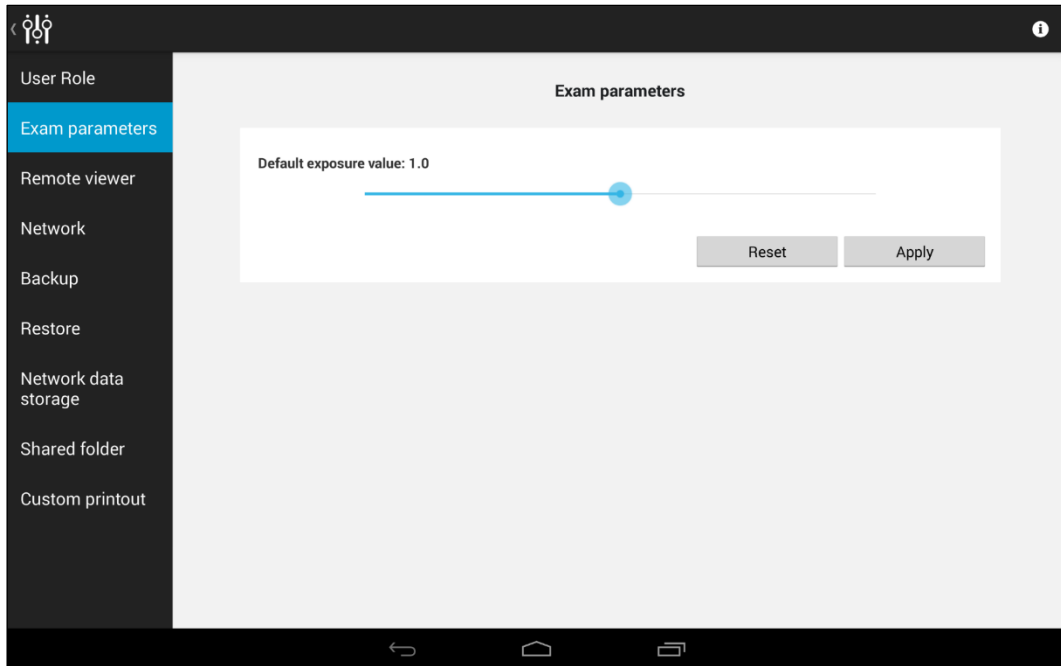 User Role
Exam parameters
Remote viewer
Network
Backup
Restore
Network data
storage
Shared folder
Custom printout
Exam parameters
Default exposure value: 1.0
Reset
Apply